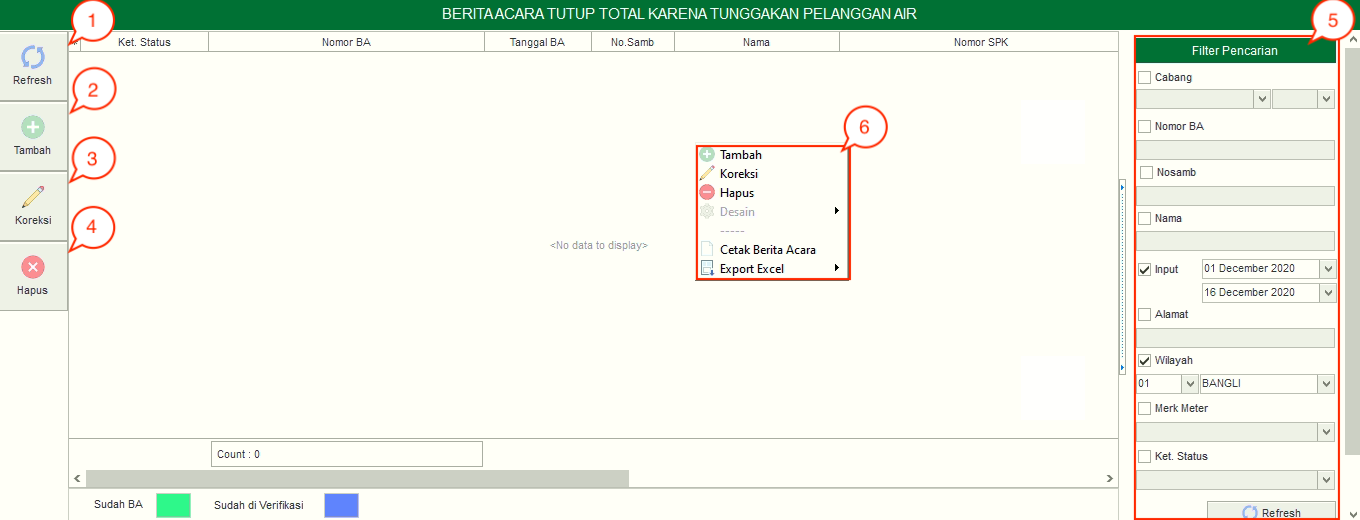 BERITA ACARA TUTUP TOTAL KARENA TUNGGAKAN PELANGGAN AIR
1
Refresh
2
Tambah
3
Koreksi
4
Hapus
Ket. Status Nomor BA Tanggal BA No.Samb Nama Nomor SPK
6
Tambah
Koreksi
Hapus
Desain
-----
Cetak Berita Acara
Export Excel
<No data to display>
Count : 0
Sudah BA Sudah di Verifikasi
5
Filter Pencarian
Cabang
Nomor BA
Nosamb
Nama
Input 01 December 2020
16 December 2020
Alamat
Wilayah
01 BANGLI
Merk Meter
Ket. Status
Refresh